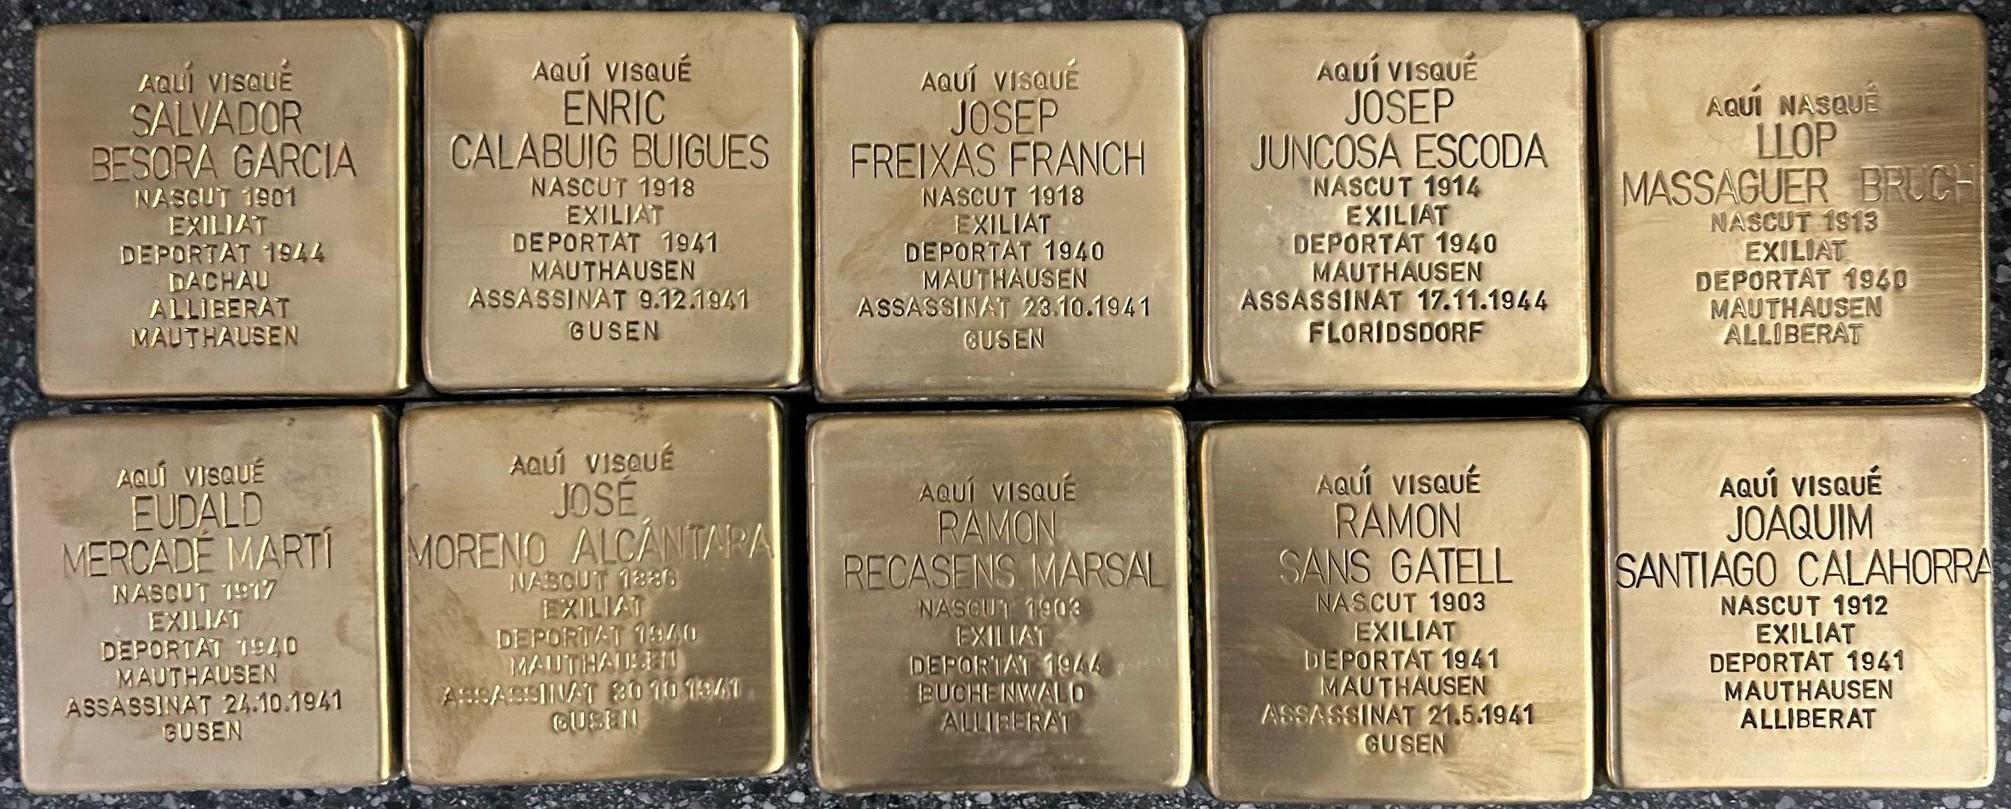 AQUÍ VISQUÉ
SALVADOR
BESORA GARCIA
NASCUT 1901
EXILIAT
DEPORTAT 1944
DACHAU
ALLIBERAT
MAUTHAUSEN
AQUÍ VISQUÉ
ENRIC
CALABUIG BUIGUES
NASCUT 1918
EXILIAT
DEPORTAT 1941
MAUTHAUSEN
ASSASSINAT 9.12.1941
GUSEN
AQUÍ VISQUÉ
JOSEP
FREIXAS FRANCH
NASCUT 1918
EXILIAT
DEPORTAT 1940
MAUTHAUSEN
ASSASSINAT 23.10.1941
GUSEN
AQUÍ VISQUÉ
JOSEP
JUNCOSA ESCODA
NASCUT 1914
EXILIAT
DEPORTAT 1940
MAUTHAUSEN
ASSASSINAT 17.11.1944
FLORIDSDORF
AQUÍ NASQUÉ
LLOP
MASSAGUER BRUCH
NASCUT 1913
EXILIAT
DEPORTAT 1940
MAUTHAUSEN
ALLIBERAT
AQUÍ VISQUÉ
EUDALD
MERCADÉ MARTÍ
NASCUT 1917
EXILIAT
DEPORTAT 1940
MAUTHAUSEN
ASSASSINAT 24.10.1941
GUSEN
AQUÍ VISQUÉ
JOSÉ
MORENO ALCÁNTARA
NASCUT 1886
EXILIAT
DEPORTAT 1940
MAUTHAUSEN
ASSASSINAT 30.10.1941
GUSEN
AQUÍ VISQUÉ
RAMON
RECASENS MARSAL
NASCUT 1903
EXILIAT
DEPORTAT 1944
BUCHENWALD
ALLIBERAT
AQUÍ VISQUÉ
RAMON
SANS GATELL
NASCUT 1903
EXILIAT
DEPORTAT 1941
MAUTHAUSEN
ASSASSINAT 21.5.1941
GUSEN
AQUÍ VISQUÉ
JOAQUIM
SANTIAGO CALAHORRA
NASCUT 1912
EXILIAT
DEPORTAT 1941
MAUTHAUSEN
ALLIBERAT